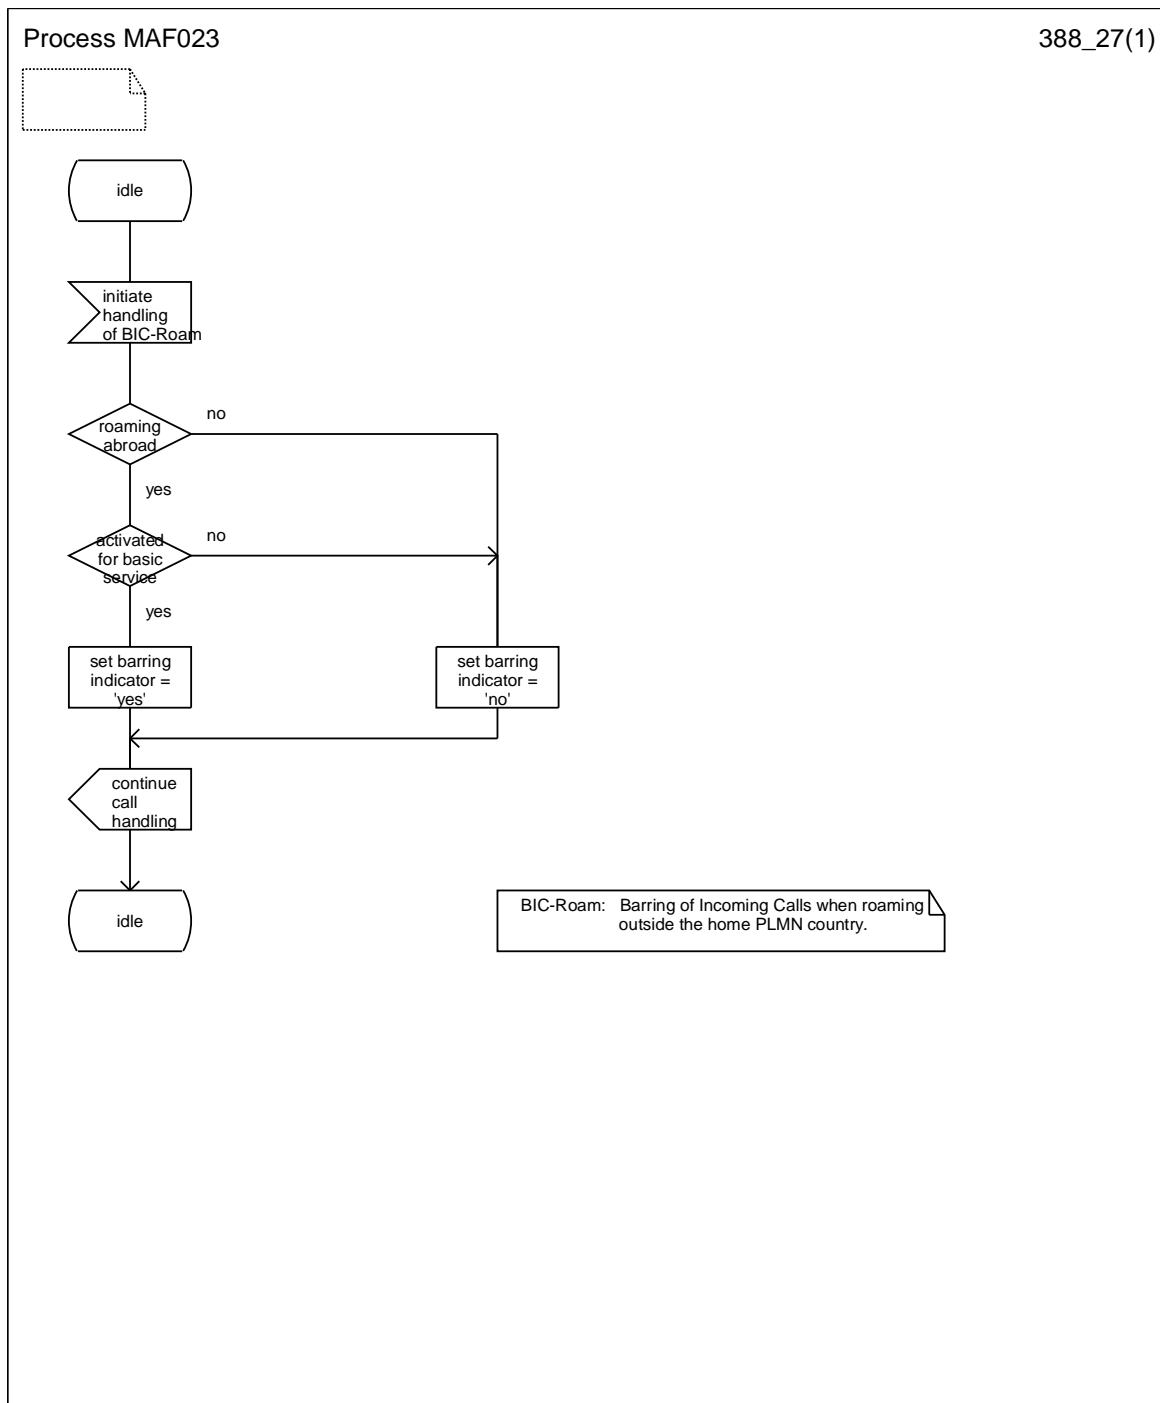 Process MAF023
388_27(1)
idle
initiate
handling
of BIC-Roam
roaming
abroad
no
yes
activated
for basic
service
no
yes
set barring
indicator =
'yes'
set barring
indicator =
'no'
continue
call
handling
idle
BIC-Roam: Barring of Incoming Calls when roaming
outside the home PLMN country.